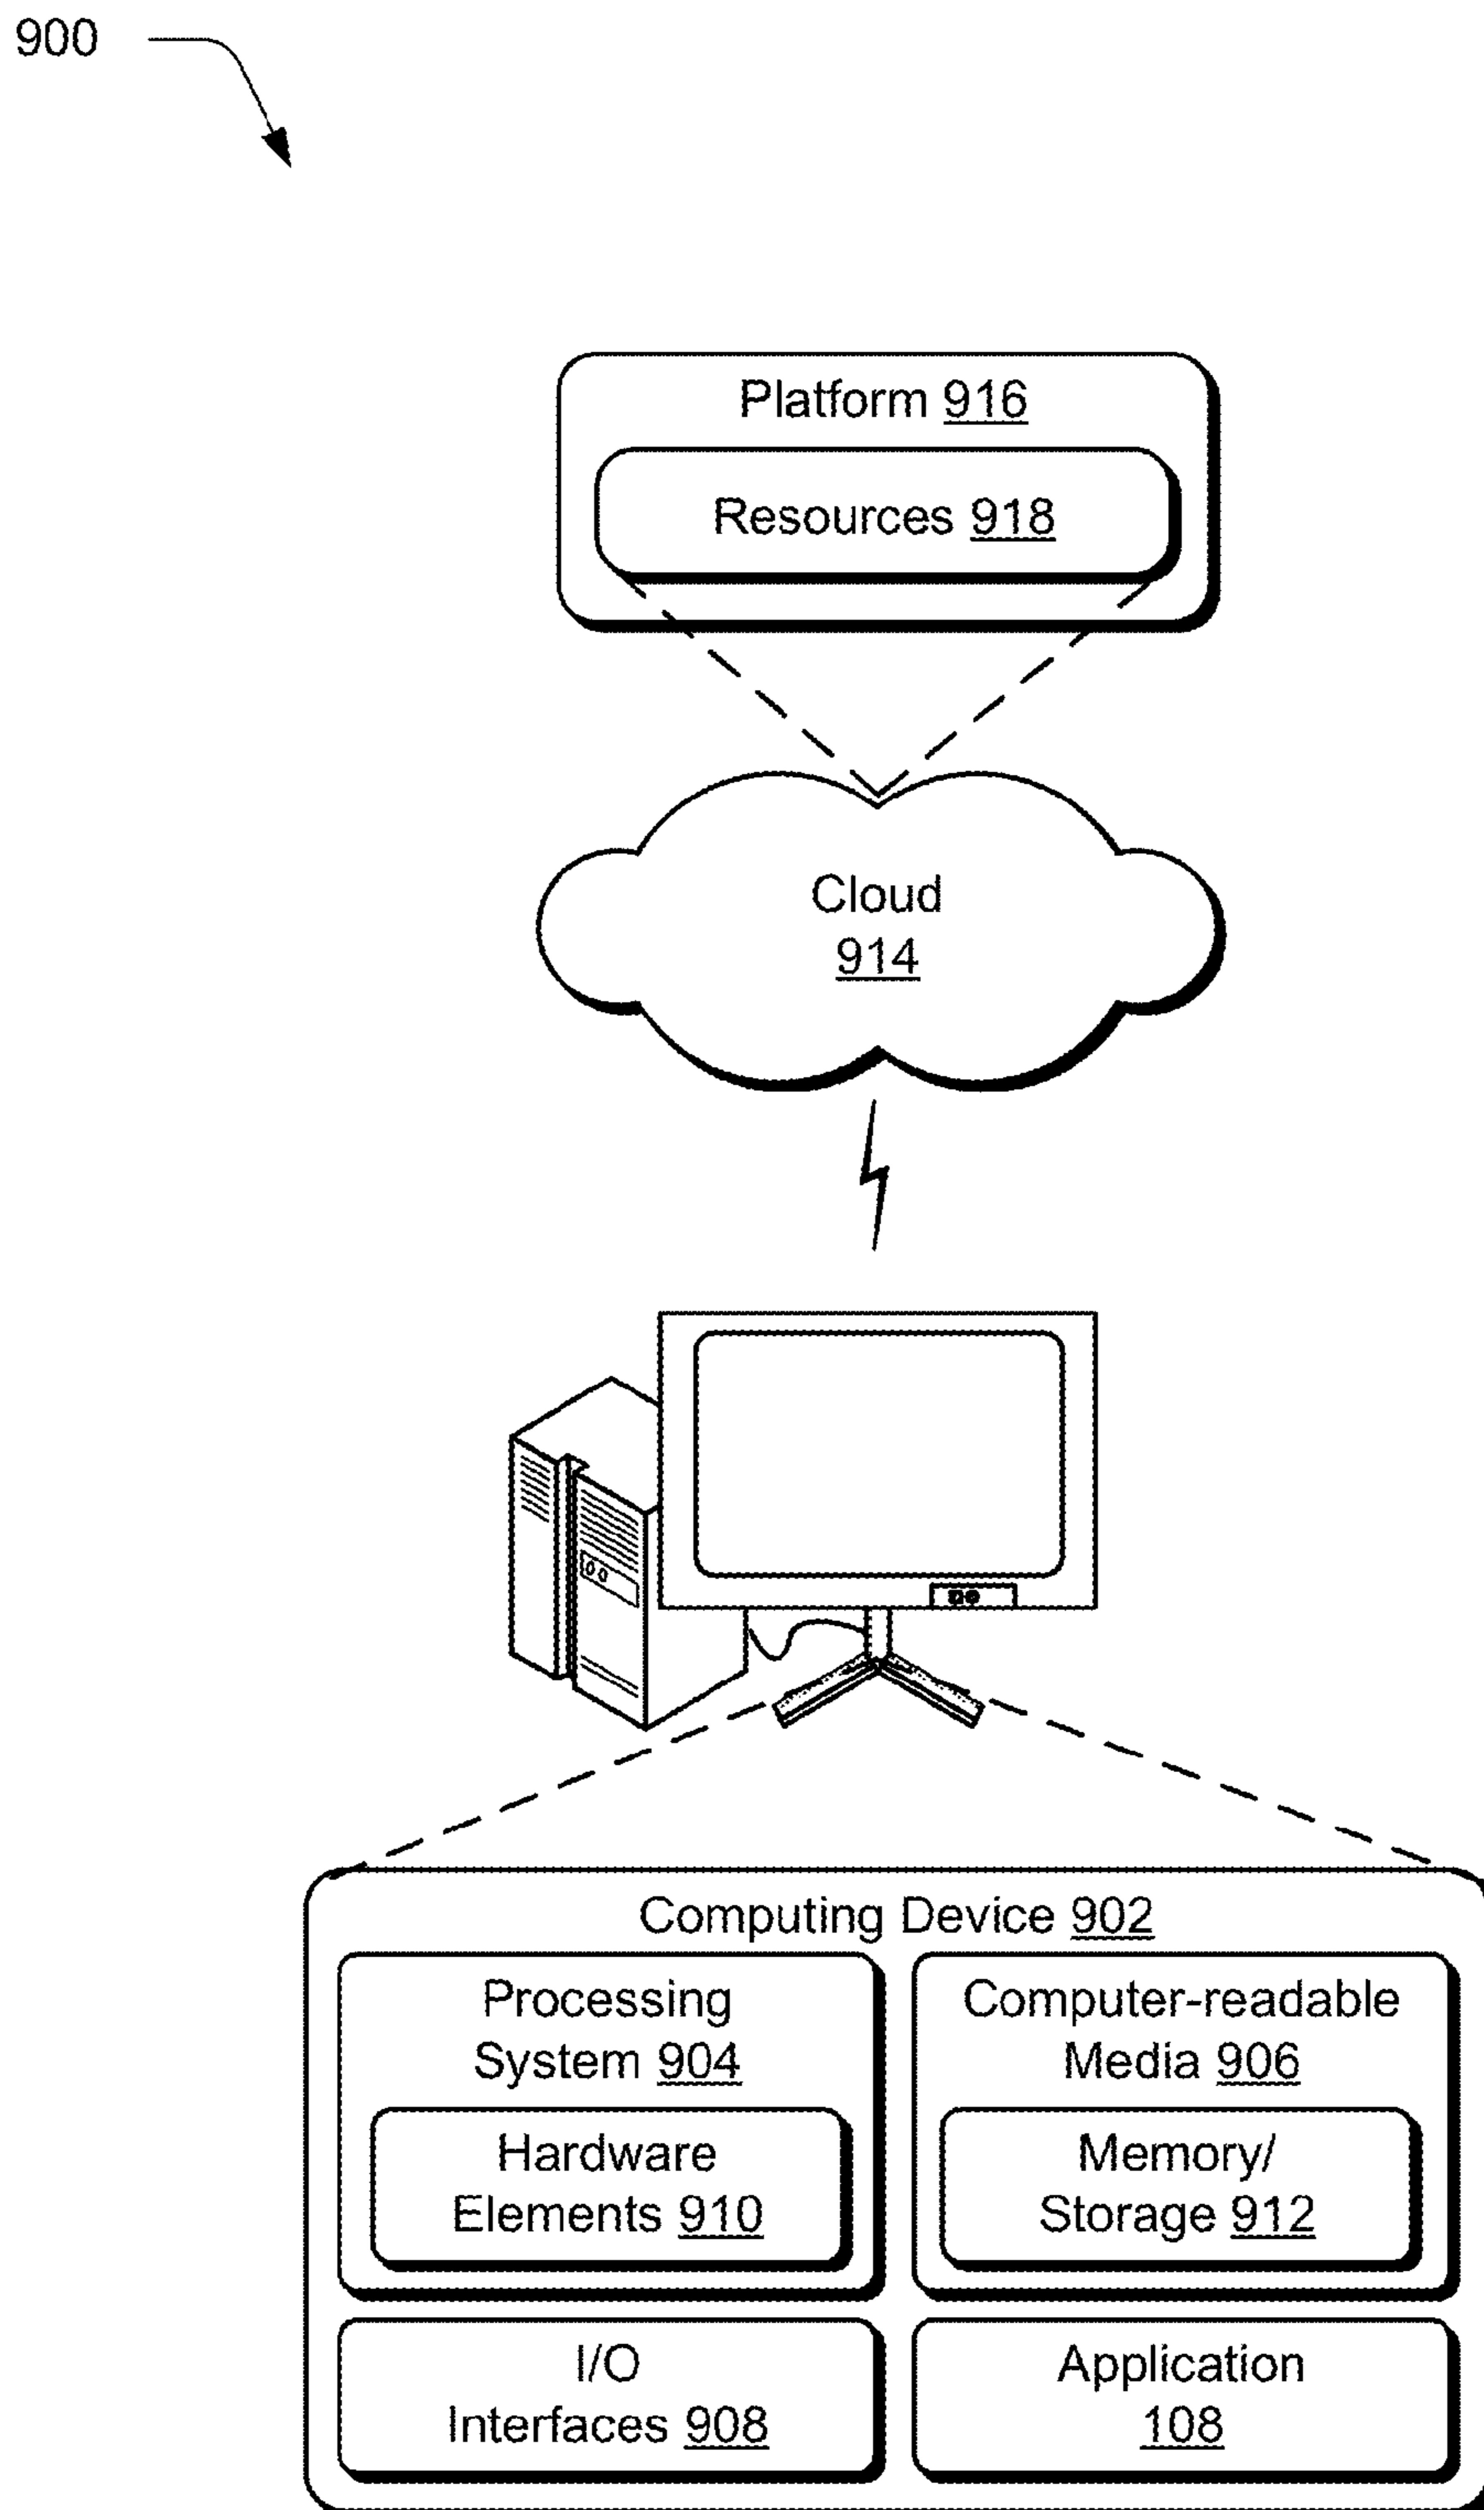 900
Platform 916
Resources 918
Cloud
914
Computing Device 902
Processing
System 904
Hardware
Elements 910
Computer-readable
Media 906
Memory/
Storage 912
I/O
Interfaces 908
Application
108